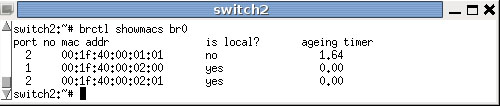 switch2
switch2:~# brctl showmacs br0
port no mac addr is local? ageing timer
2 00:1f:40:00:01:01 no 1.64
1 00:1f:40:00:02:00 yes 0.00
2 00:1f:40:00:02:01 yes 0.00
switch2:~#